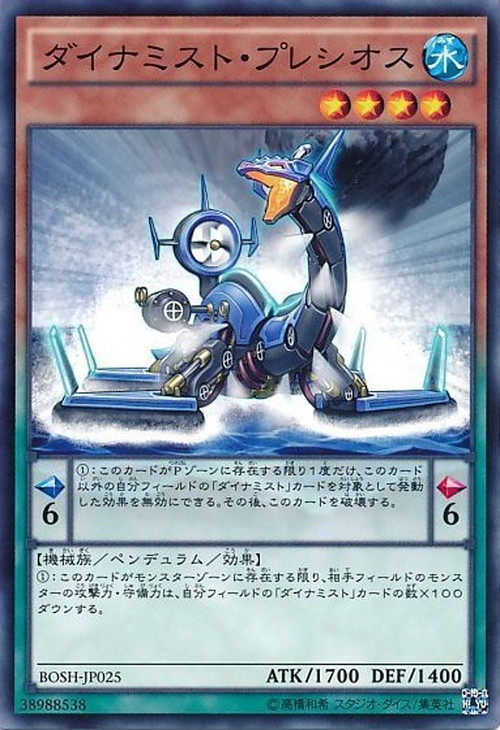 ダイナミスト・プレシオス
水
①:このカードがPゾーンに存在する限り1度だけ、このカード
以外の自分フィールドの「ダイナミスト」カードを対象として発動
した効果を無効にできる。その後、このカードを破壊する。
6
6
【機械族／ペンデュラム／効果】
①:このカードがモンスターゾーンに存在する限り、相手フィールドのモンス
ターの攻撃力・守備力は、自分フィールドの「ダイナミスト」カードの数×100
ダウンする。
BOSH-JP025
ATK/1700 DEF/1400
38988538
©高橋和希 スタジオ・ダイス/集英社